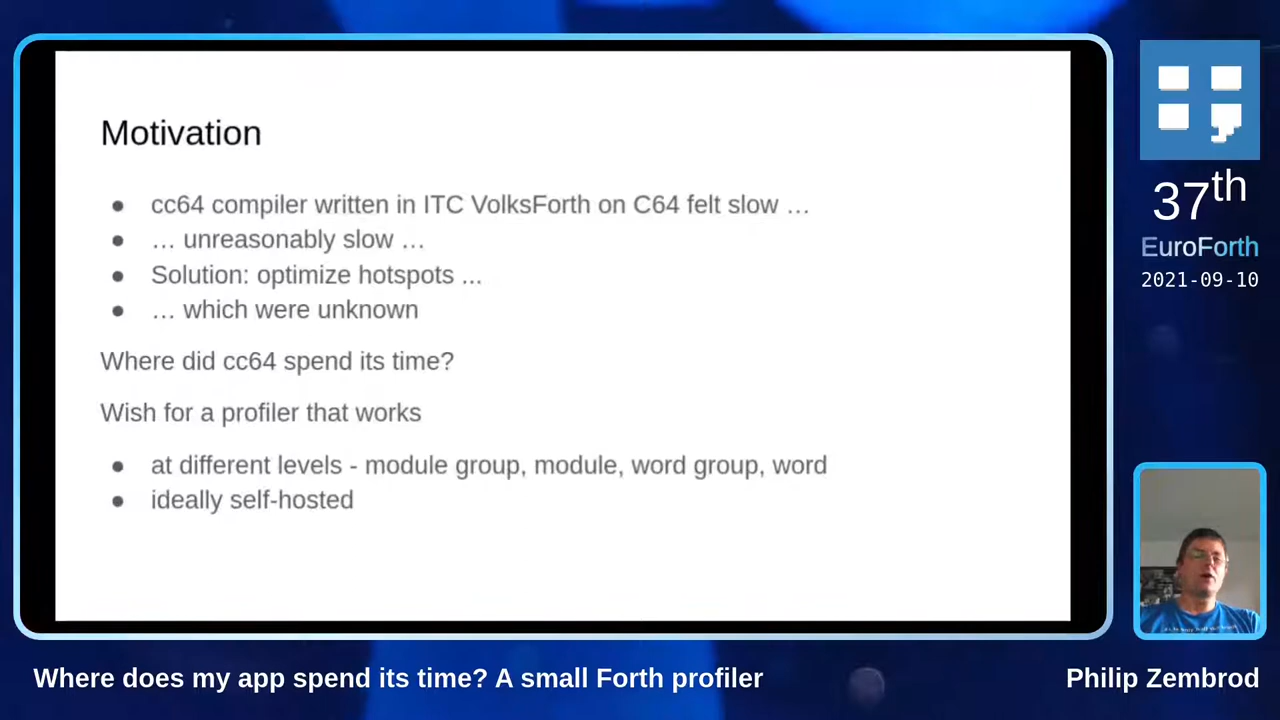 Motivation
● cc64 compiler written in ITC VolksForth on C64 felt slow …
● … unreasonably slow …
● Solution: optimize hotspots ...
● … which were unknown
Where did cc64 spend its time?
Wish for a profiler that works
● at different levels - module group, module, word group, word
● ideally self-hosted
37th
EuroForth
2021-09-10
Where does my app spend its time? A small Forth profiler
Philip Zembrod